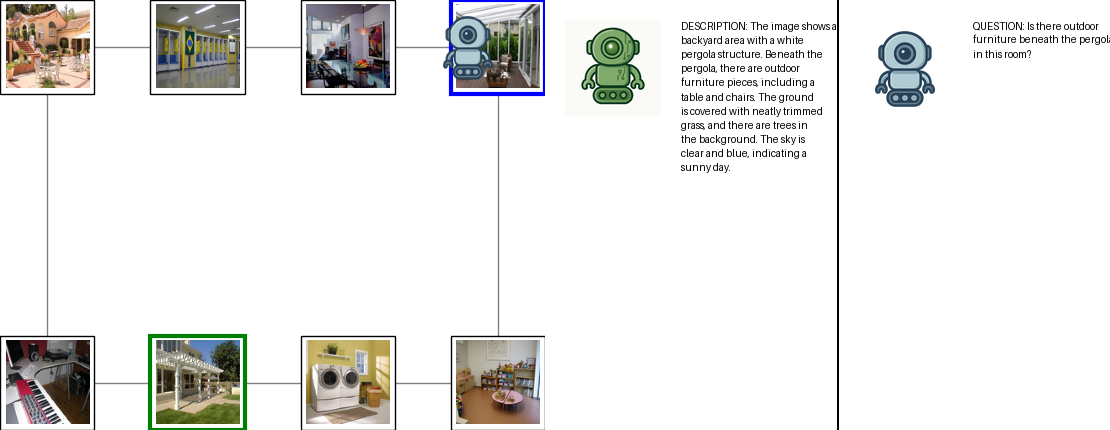 DESCRIPTION: The image shows a
backyard area with a white
pergola structure. Beneath the
pergola, there are outdoor
furniture pieces, including a
table and chairs. The ground
is covered with neatly trimmed
grass, and there are trees in
the background. The sky is
clear and blue, indicating a
sunny day.
QUESTION: Is there outdoor
furniture beneath the pergola
in this room?